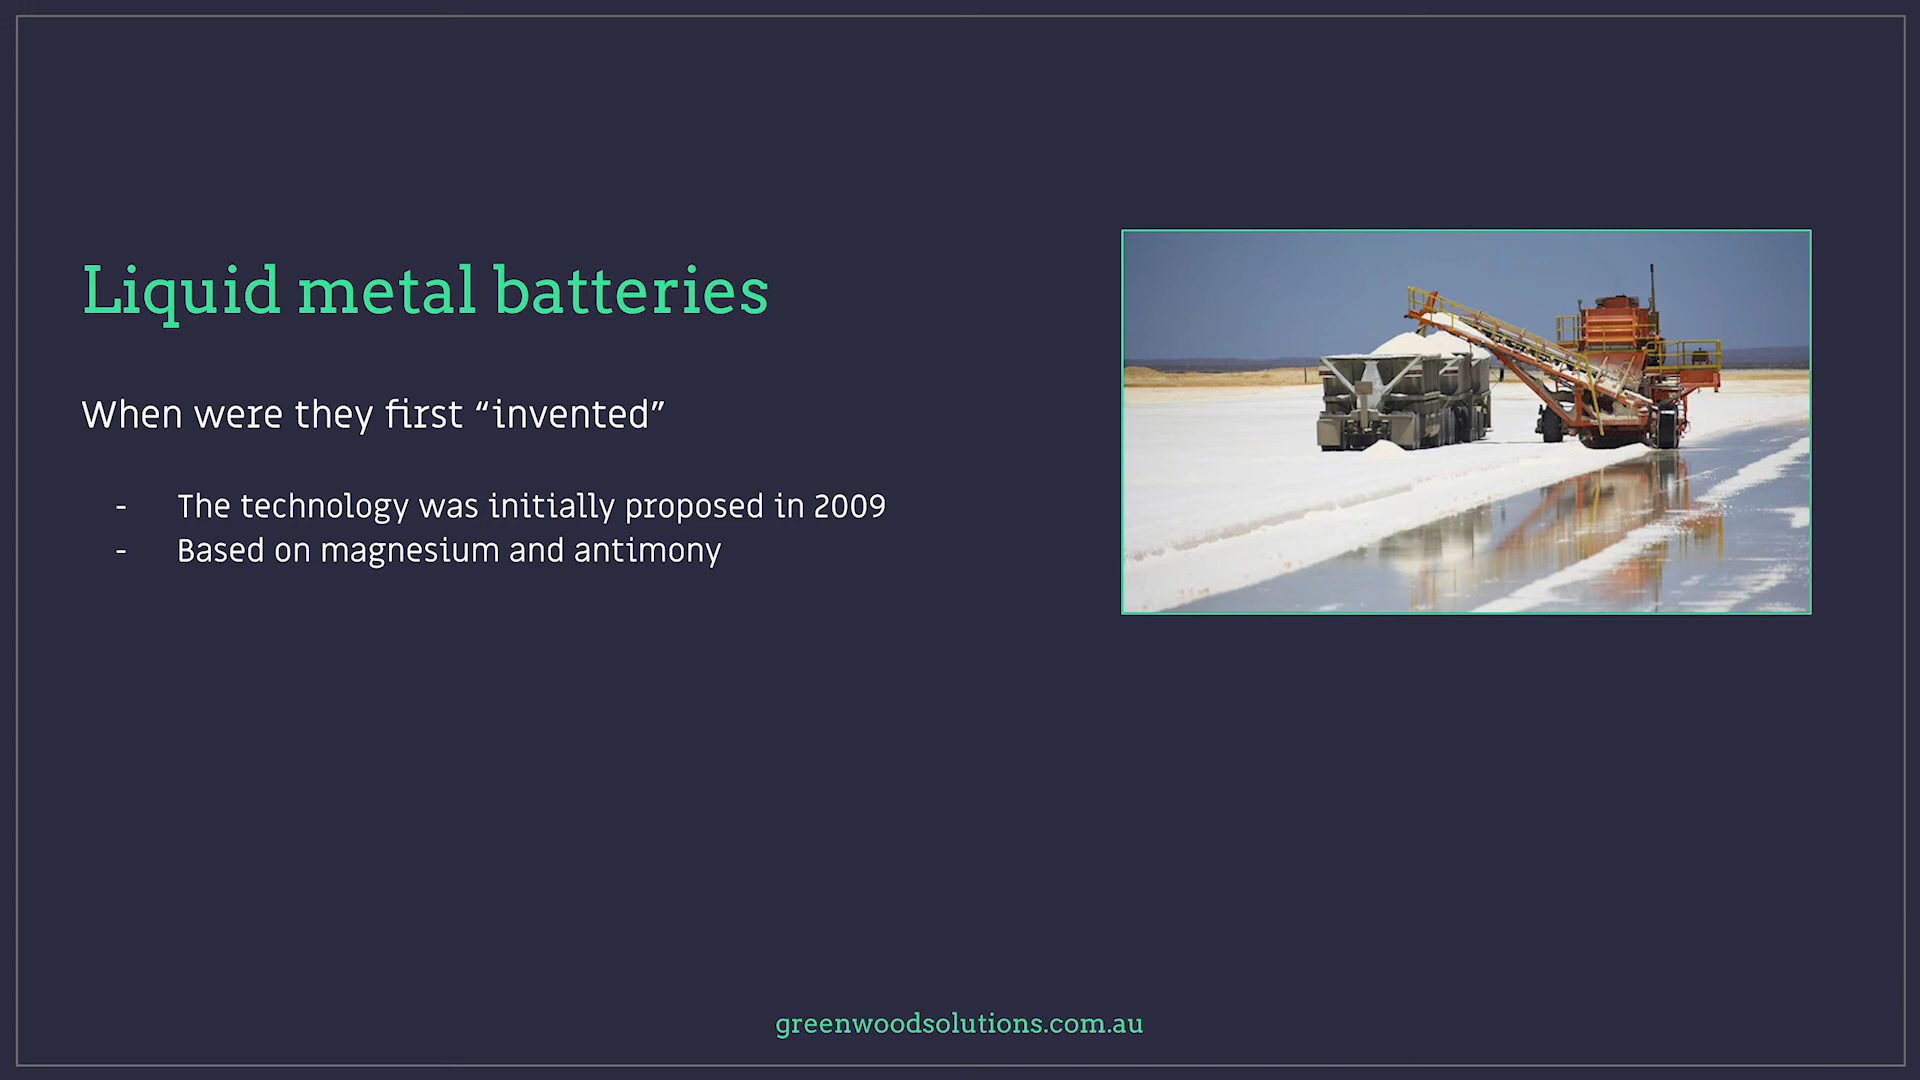 Liquid metal batteries
When were they first “invented”
- The technology was initially proposed in 2009
- Based on magnesium and antimony
greenwoodsolutions.com.au